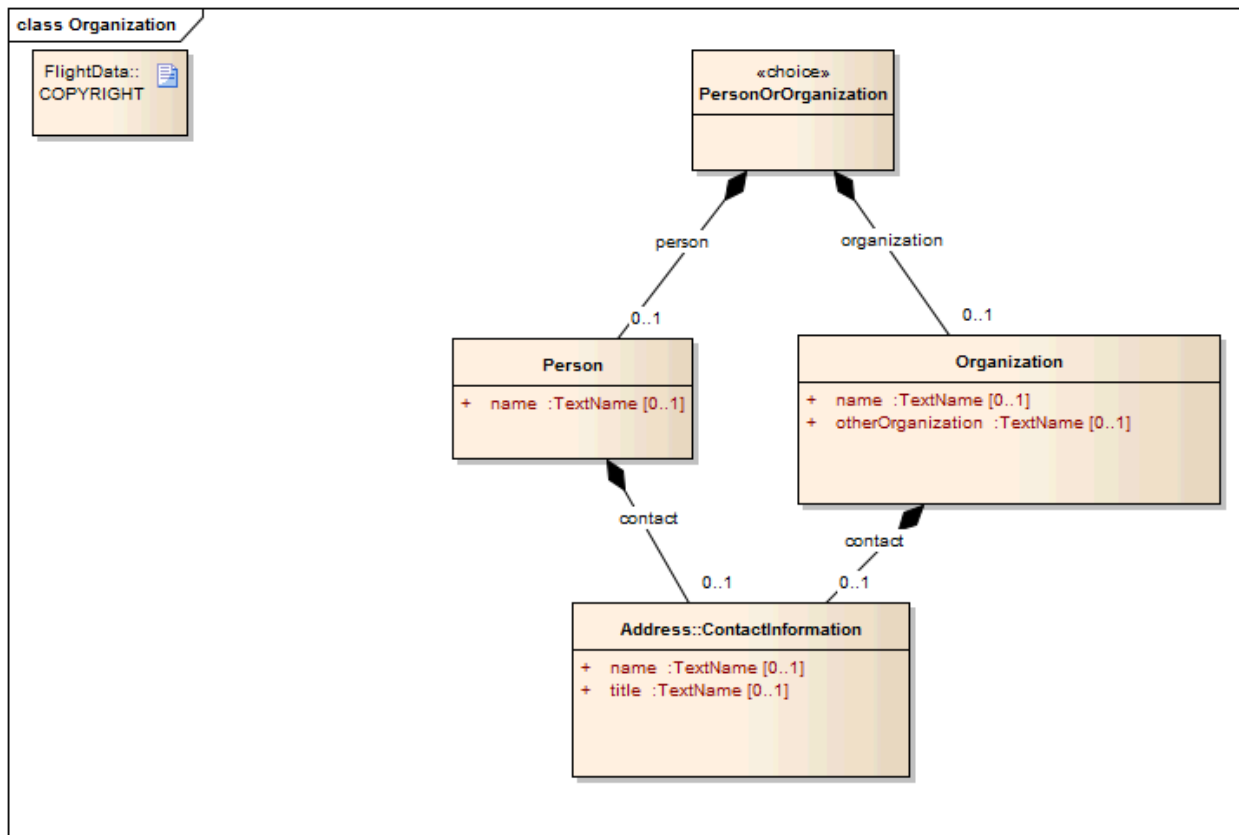 class Organization
FlightData::
COPYRIGHT
«choice»
PersonOrOrganization
person
organization
0..1
0..1
Person
+ name :TextName [0..1]
Organization
+ name :TextName [0..1]
+ otherOrganization :TextName [0..1]
contact
contact
0..1
0..1
Address::ContactInformation
+ name :TextName [0..1]
+ title :TextName [0..1]